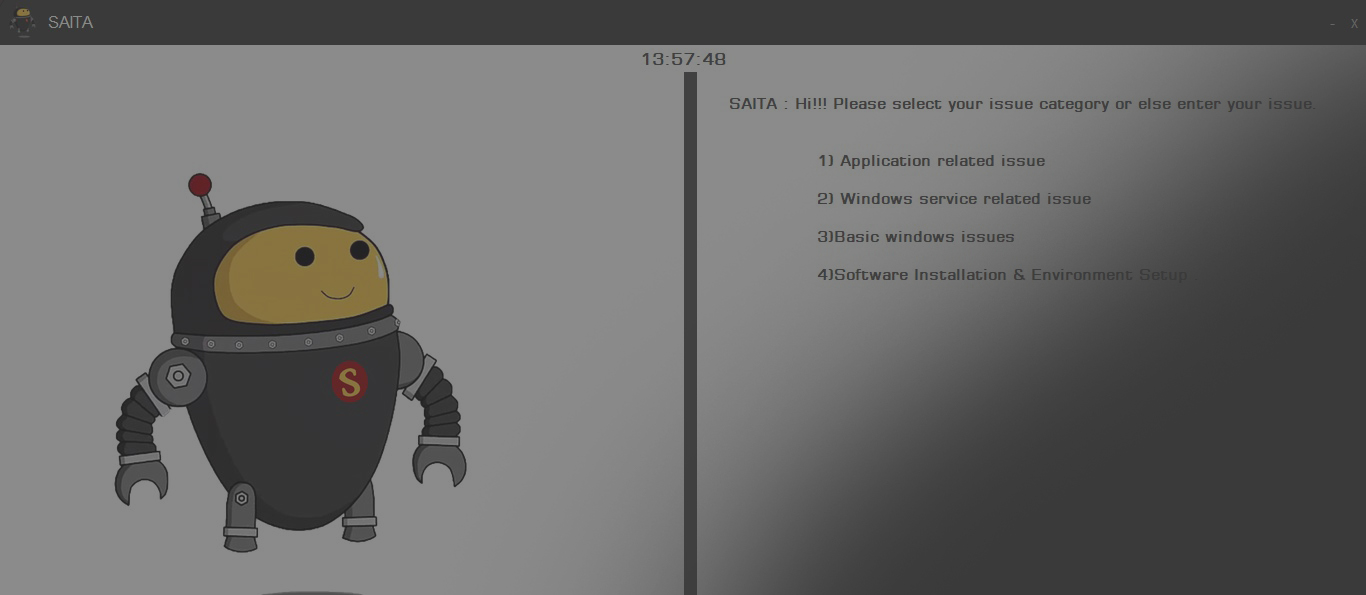 SAITA
- X
13:57:48
SAITA : Hi!!! Please select your issue category or else enter your issue.
1) Application related issue
2) Windows service related issue
3)Basic windows issues
4)Software Installation & Environment Setup
S